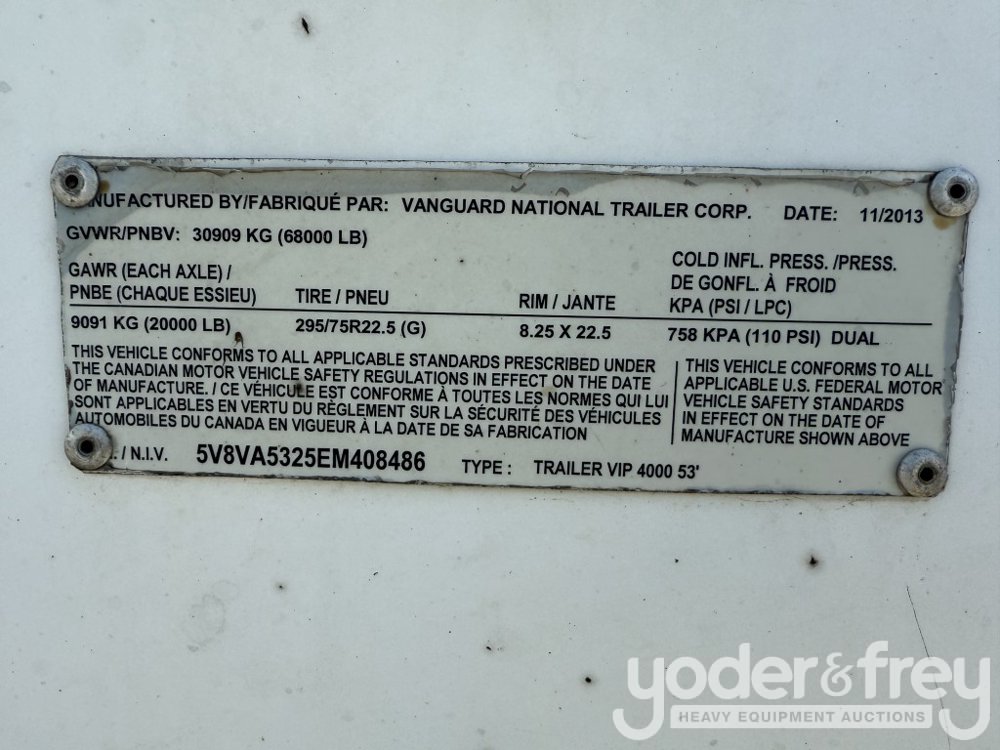 MANUFACTURED BY/FABRIQUÉ PAR: VANGUARD NATIONAL TRAILER CORP. DATE: 11/2013
GVWR/PNBV: 30909 KG (68000 LB)
GAWR (EACH AXLE) /
PNBE (CHAQUE ESSIEU) TIRE / PNEU RIM / JANTE
COLD INFL. PRESS. /PRESS.
DE GONFL. À FROID
KPA (PSI / LPC)
9091 KG (20000 LB) 295/75R22.5 (G) 8.25 X 22.5 758 KPA (110 PSI) DUAL
THIS VEHICLE CONFORMS TO ALL APPLICABLE STANDARDS PRESCRIBED UNDER
THE CANADIAN MOTOR VEHICLE SAFETY REGULATIONS IN EFFECT ON THE DATE
OF MANUFACTURE. / CE VÉHICULE EST CONFORME À TOUTES LES NORMES QUI LUI
SONT APPLICABLES EN VERTU DU RÈGLEMENT SUR LA SÉCURITÉ DES VÉHICULES
AUTOMOBILES DU CANADA EN VIGUEUR À LA DATE DE SA FABRICATION
THIS VEHICLE CONFORMS TO ALL
APPLICABLE U.S. FEDERAL MOTOR
VEHICLE SAFETY STANDARDS
IN EFFECT ON THE DATE OF
MANUFACTURE SHOWN ABOVE
/ N.I.V. 5V8VA5325EM408486 TYPE : TRAILER VIP 4000 53'
yoder&frey
HEAVY EQUIPMENT AUCTIONS